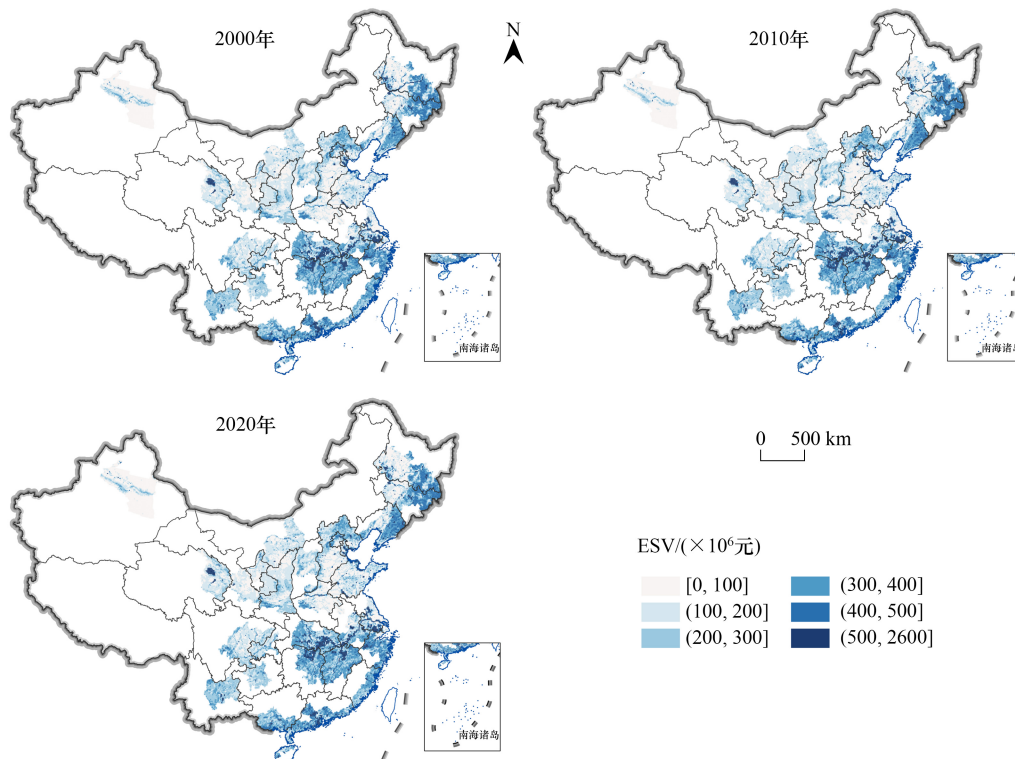 2000年
N
2010年
南海诸岛
南海诸岛
2020年
0 500 km
南海诸岛
ESV/(×10⁶元)
[0, 100]
(300, 400]
(100, 200]
(400, 500]
(200, 300]
(500, 2600]